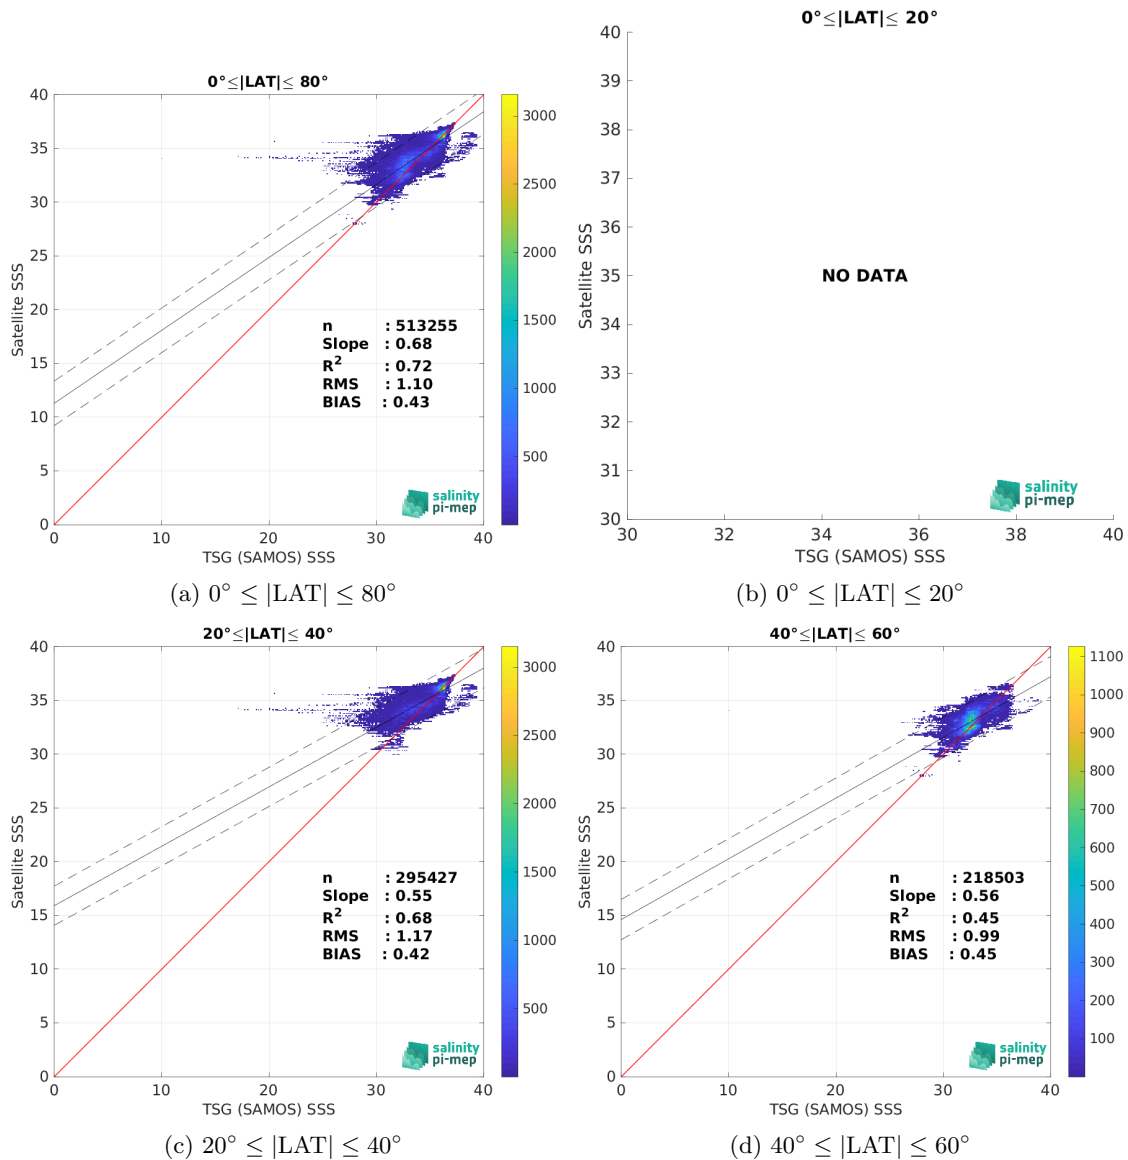 0°≤|LAT|≤ 80°
40
35
30
25
20
15
10
5
0
Satellite SSS
0
10
20
30
40
TSG (SAMOS) SSS
n : 513255
Slope : 0.68
R² : 0.72
RMS : 1.10
BIAS : 0.43
salinity
pi-mep
3000
2500
2000
1500
1000
500
(a) 0° ≤ |LAT| ≤ 80°
0°≤|LAT|≤ 20°
40
39
38
37
36
35
34
33
32
31
30
Satellite SSS
NO DATA
salinity
pi-mep
30
32
34
36
38
40
TSG (SAMOS) SSS
(b) 0° ≤ |LAT| ≤ 20°
20°≤|LAT|≤ 40°
40
35
30
25
20
15
10
5
0
Satellite SSS
0
10
20
30
40
TSG (SAMOS) SSS
n : 295427
Slope : 0.55
R² : 0.68
RMS : 1.17
BIAS : 0.42
salinity
pi-mep
3000
2500
2000
1500
1000
500
(c) 20° ≤ |LAT| ≤ 40°
40°≤|LAT|≤ 60°
40
35
30
25
20
15
10
5
0
Satellite SSS
0
10
20
30
40
TSG (SAMOS) SSS
n : 218503
Slope : 0.56
R² : 0.45
RMS : 0.99
BIAS : 0.45
salinity
pi-mep
1100
1000
900
800
700
600
500
400
300
200
100
(d) 40° ≤ |LAT| ≤ 60°